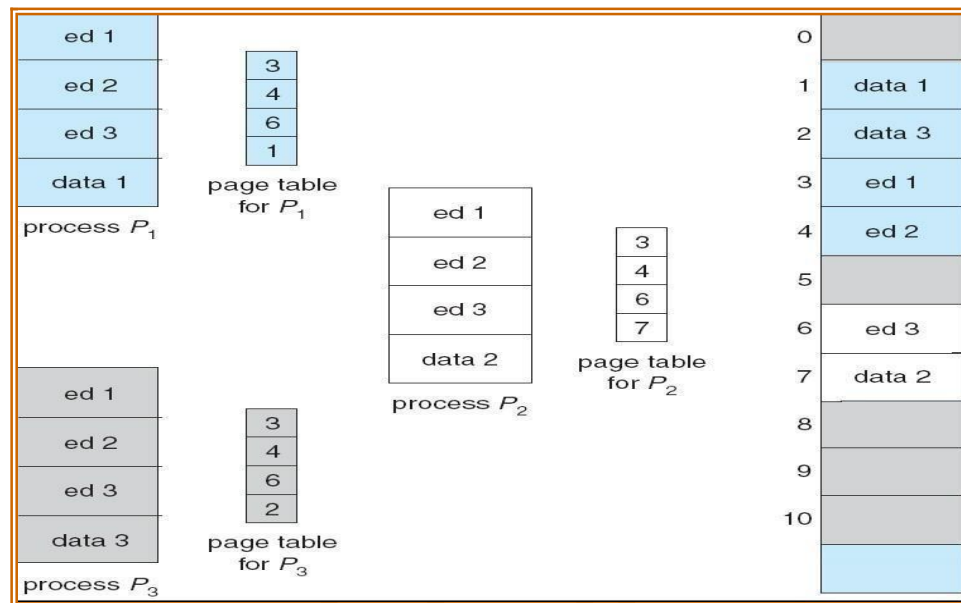 ed 1
ed 2
ed 3
data 1
process P1
3
4
6
1
page table
for P1
ed 1
ed 2
ed 3
data 2
process P2
3
4
6
7
page table
for P2
ed 1
ed 2
ed 3
data 3
process P3
3
4
6
2
page table
for P3
0
1 data 1
2 data 3
3 ed 1
4 ed 2
5
6 ed 3
7 data 2
8
9
10